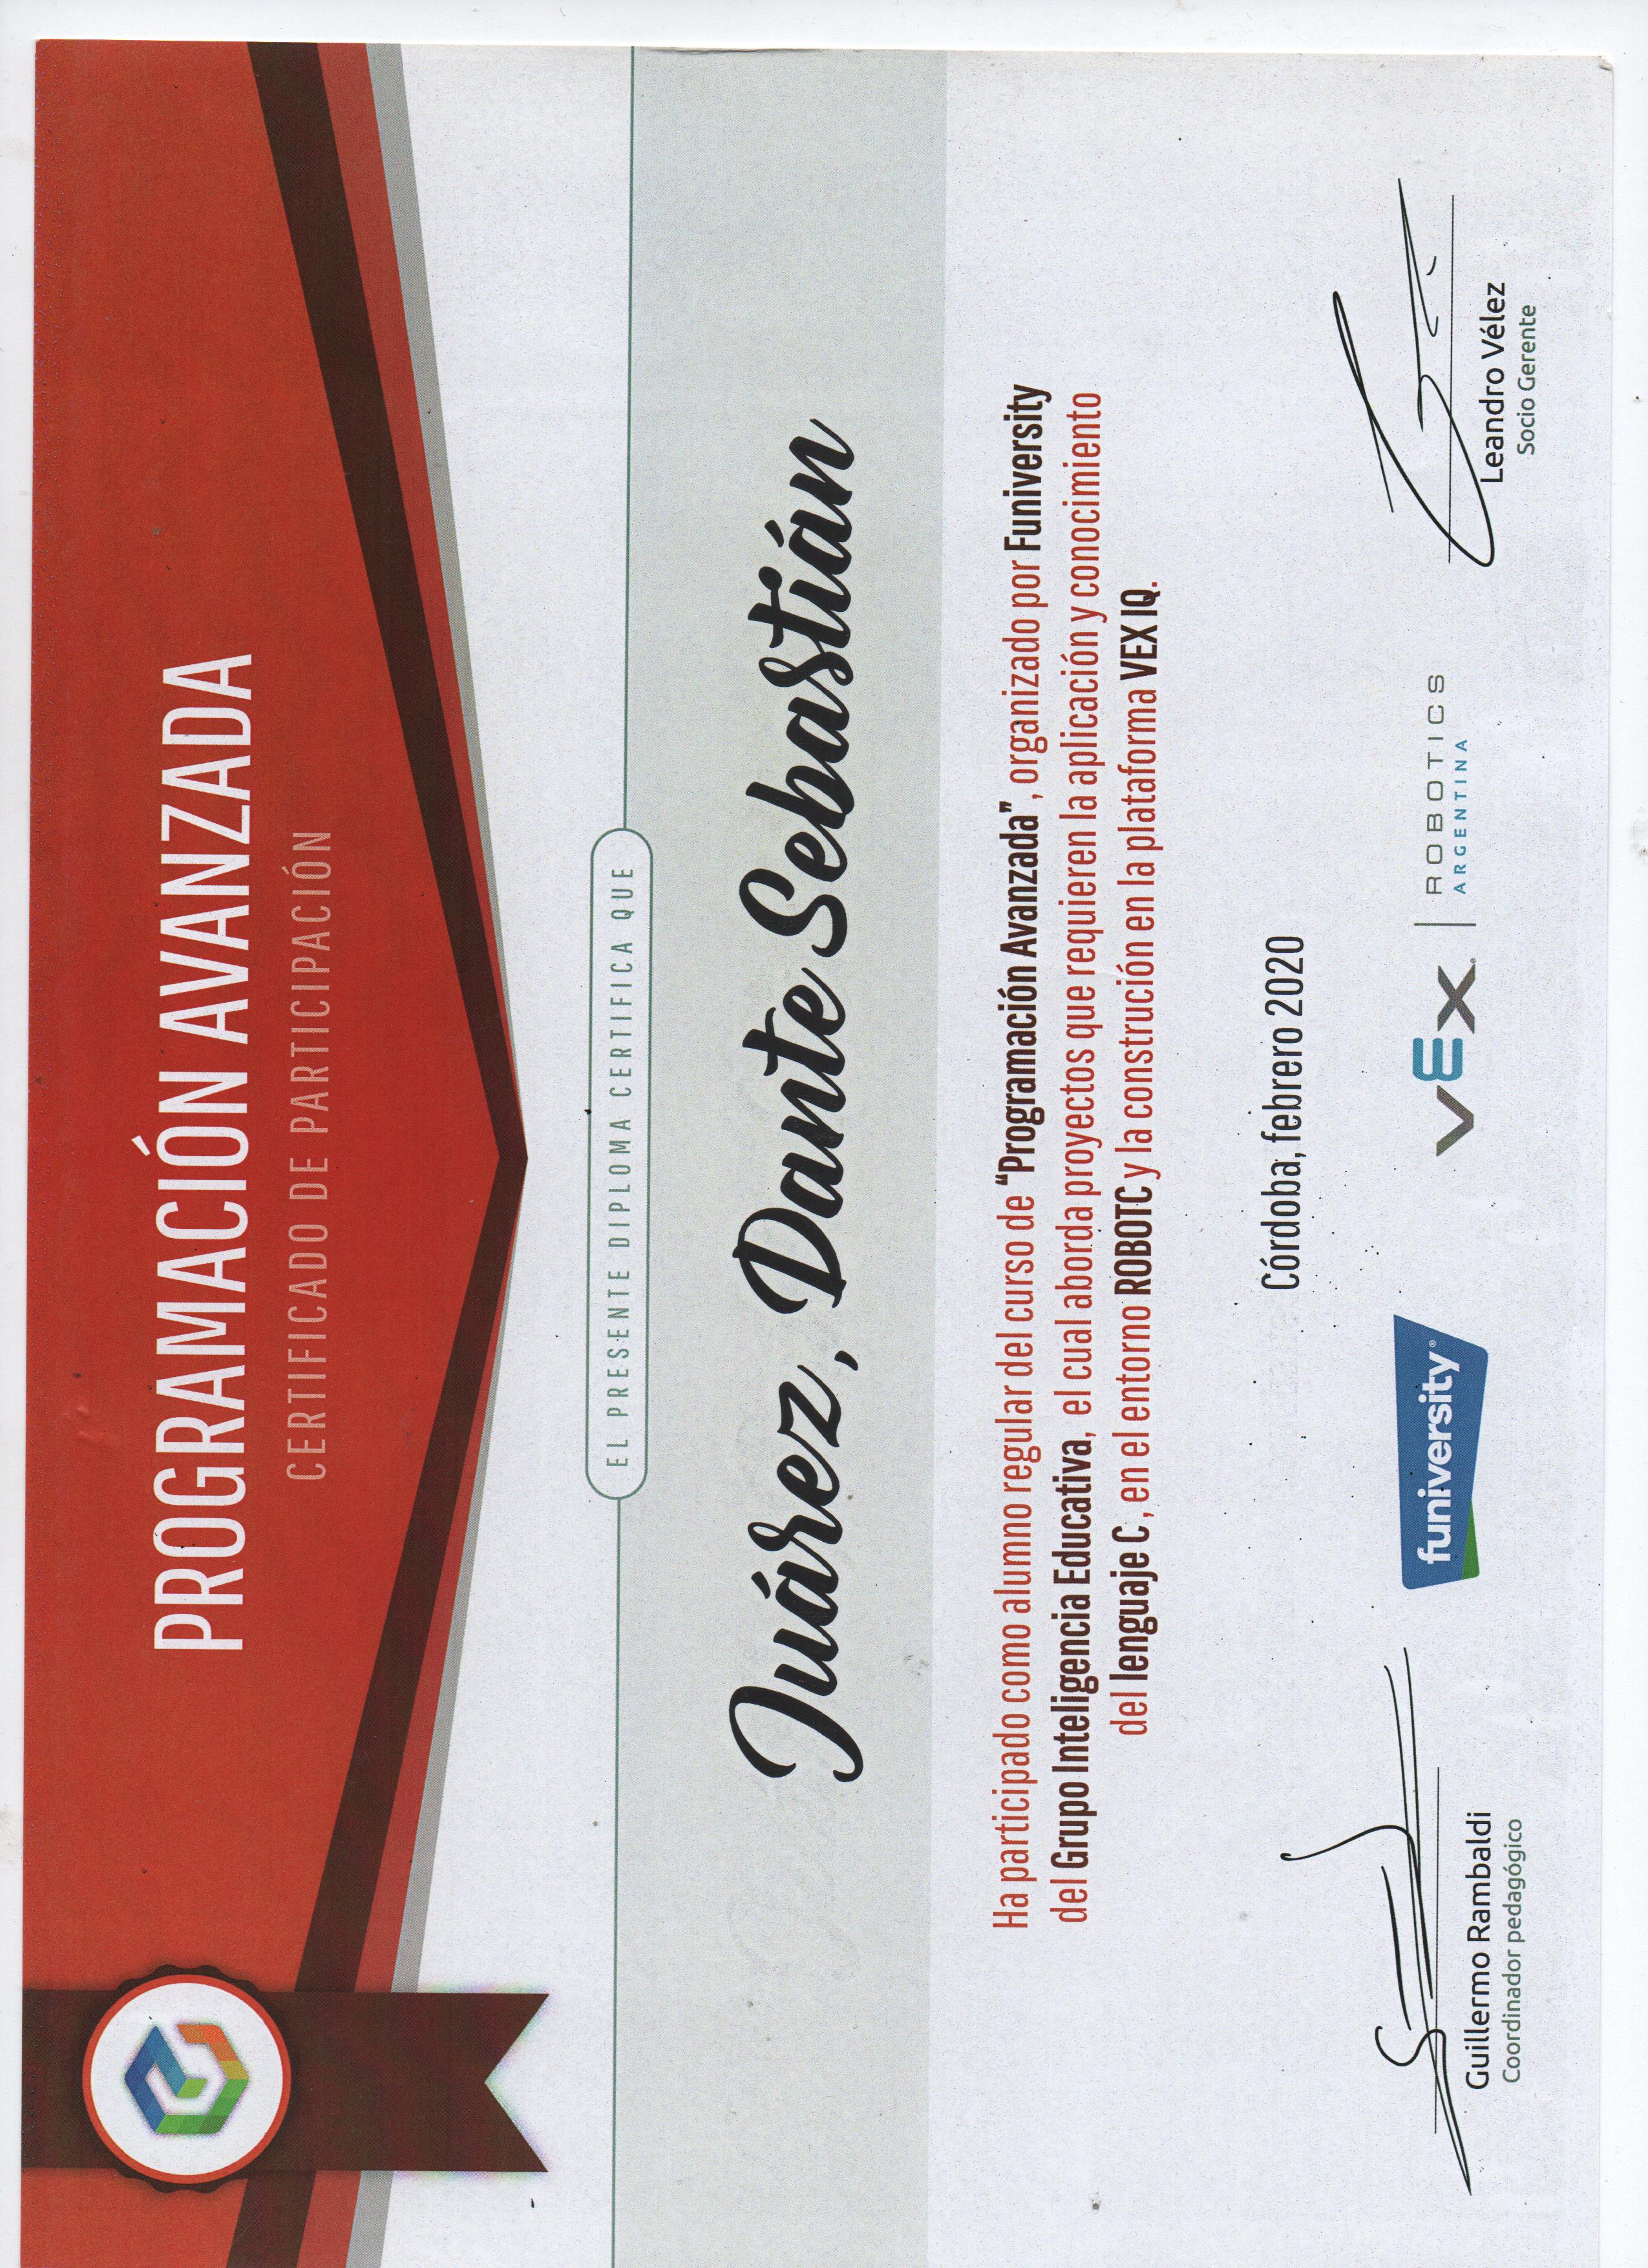 PROGRAMACIÓN AVANZADA
CERTIFICADO DE PARTICIPACIÓN
EL PRESENTE DIPLOMA CERTIFICA QUE
Juárez, Dante Sebastián
Ha participado como alumno regular del curso de “Programación Avanzada”, organizado por Funiversity
del Grupo Inteligencia Educativa, el cual aborda proyectos que requieren la aplicación y conocimiento
del lenguaje C, en el entorno ROBOTC y la construción en la plataforma VEX IQ.
Córdoba, febrero 2020
Guillermo Rambaldi
Coordinador pedagógico
funiversity®
VEX ROBOTICS
ARGENTINA
Leandro Vélez
Socio Gerente